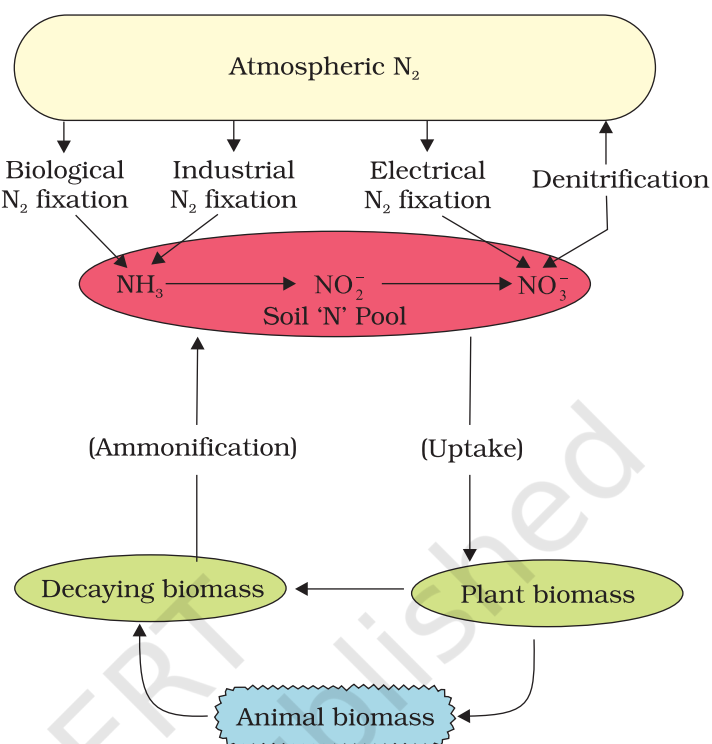 Atmospheric N₂
Biological
N₂ fixation
Industrial
N₂ fixation
Electrical
N₂ fixation
Denitrification
NH₃
NO₂⁻
NO₃⁻
Soil ‘N’ Pool
(Ammonification)
(Uptake)
Decaying biomass
Plant biomass
Animal biomass